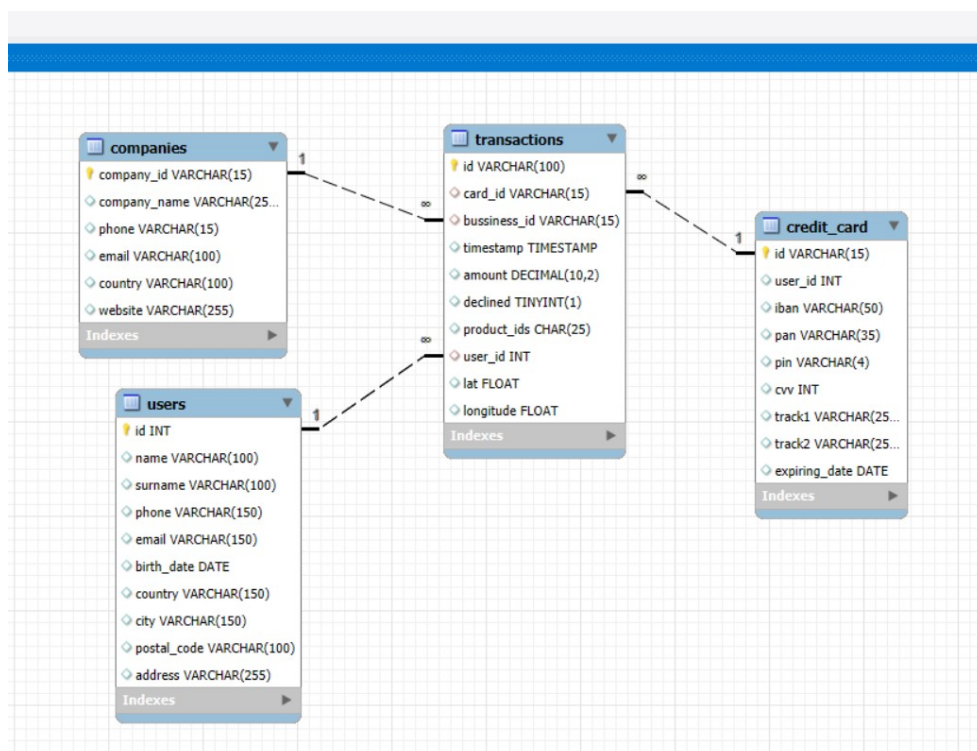 companies
company_id VARCHAR(15)
company_name VARCHAR(25...
phone VARCHAR(15)
email VARCHAR(100)
country VARCHAR(100)
website VARCHAR(255)
Indexes
1
∞
transactions
id VARCHAR(100)
card_id VARCHAR(15)
bussiness_id VARCHAR(15)
timestamp TIMESTAMP
amount DECIMAL(10,2)
declined TINYINT(1)
product_ids CHAR(25)
user_id INT
lat FLOAT
longitude FLOAT
Indexes
∞
1
credit_card
id VARCHAR(15)
user_id INT
iban VARCHAR(50)
pan VARCHAR(35)
pin VARCHAR(4)
cvv INT
track1 VARCHAR(25...
track2 VARCHAR(25...
expiring_date DATE
Indexes
∞
1
users
id INT
name VARCHAR(100)
surname VARCHAR(100)
phone VARCHAR(150)
email VARCHAR(150)
birth_date DATE
country VARCHAR(150)
city VARCHAR(150)
postal_code VARCHAR(100)
address VARCHAR(255)
Indexes